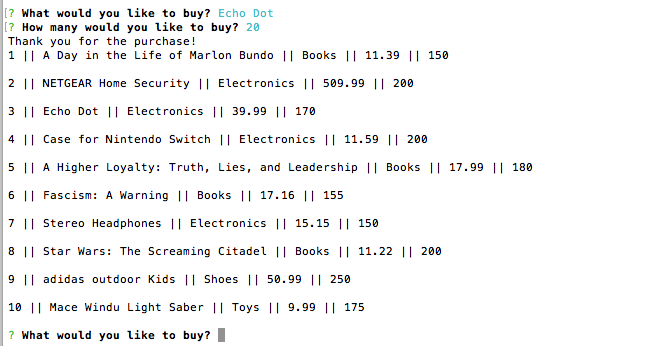 ? What would you like to buy? Echo Dot
? How many would you like to buy? 20
Thank you for the purchase!
1 || A Day in the Life of Marlon Bundo || Books || 11.39 || 150
2 || NETGEAR Home Security || Electronics || 509.99 || 200
3 || Echo Dot || Electronics || 39.99 || 170
4 || Case for Nintendo Switch || Electronics || 11.59 || 200
5 || A Higher Loyalty: Truth, Lies, and Leadership || Books || 17.99 || 180
6 || Fascism: A Warning || Books || 17.16 || 155
7 || Stereo Headphones || Electronics || 15.15 || 150
8 || Star Wars: The Screaming Citadel || Books || 11.22 || 200
9 || adidas outdoor Kids || Shoes || 50.99 || 250
10 || Mace Windu Light Saber || Toys || 9.99 || 175
? What would you like to buy?